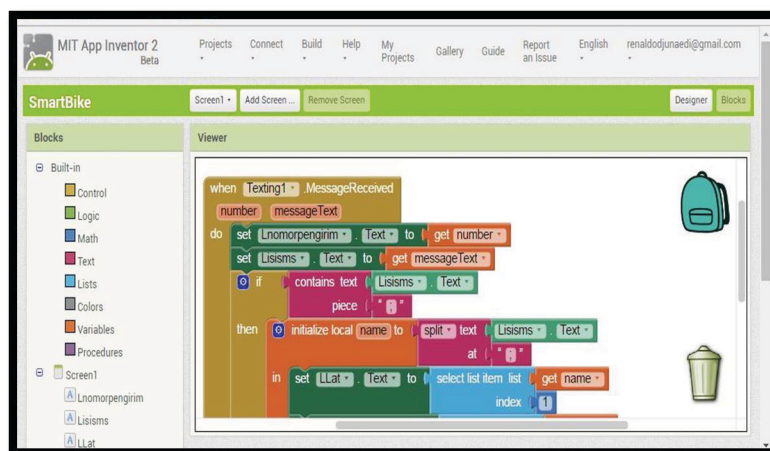 MIT App Inventor 2
Beta
Projects Connect Build Help My Projects Gallery Guide Report an Issue English renaldodjunaedi@gmail.com
SmartBike Screen1 Add Screen ... Remove Screen Designer Blocks
Blocks
Viewer
Built-in
Control
Logic
Math
Text
Lists
Colors
Variables
Procedures
Screen1
Lnomorpengirim
Lisisms
LLat
when Texting1 .MessageReceived
number messageText
do set Lnomorpengirim . Text to get number
set Lisisms . Text to get messageText
if contains text Lisisms . Text
piece " "
then initialize local name to split text Lisisms . Text
at " "
in set LLat . Text to select list item list get name
index 1